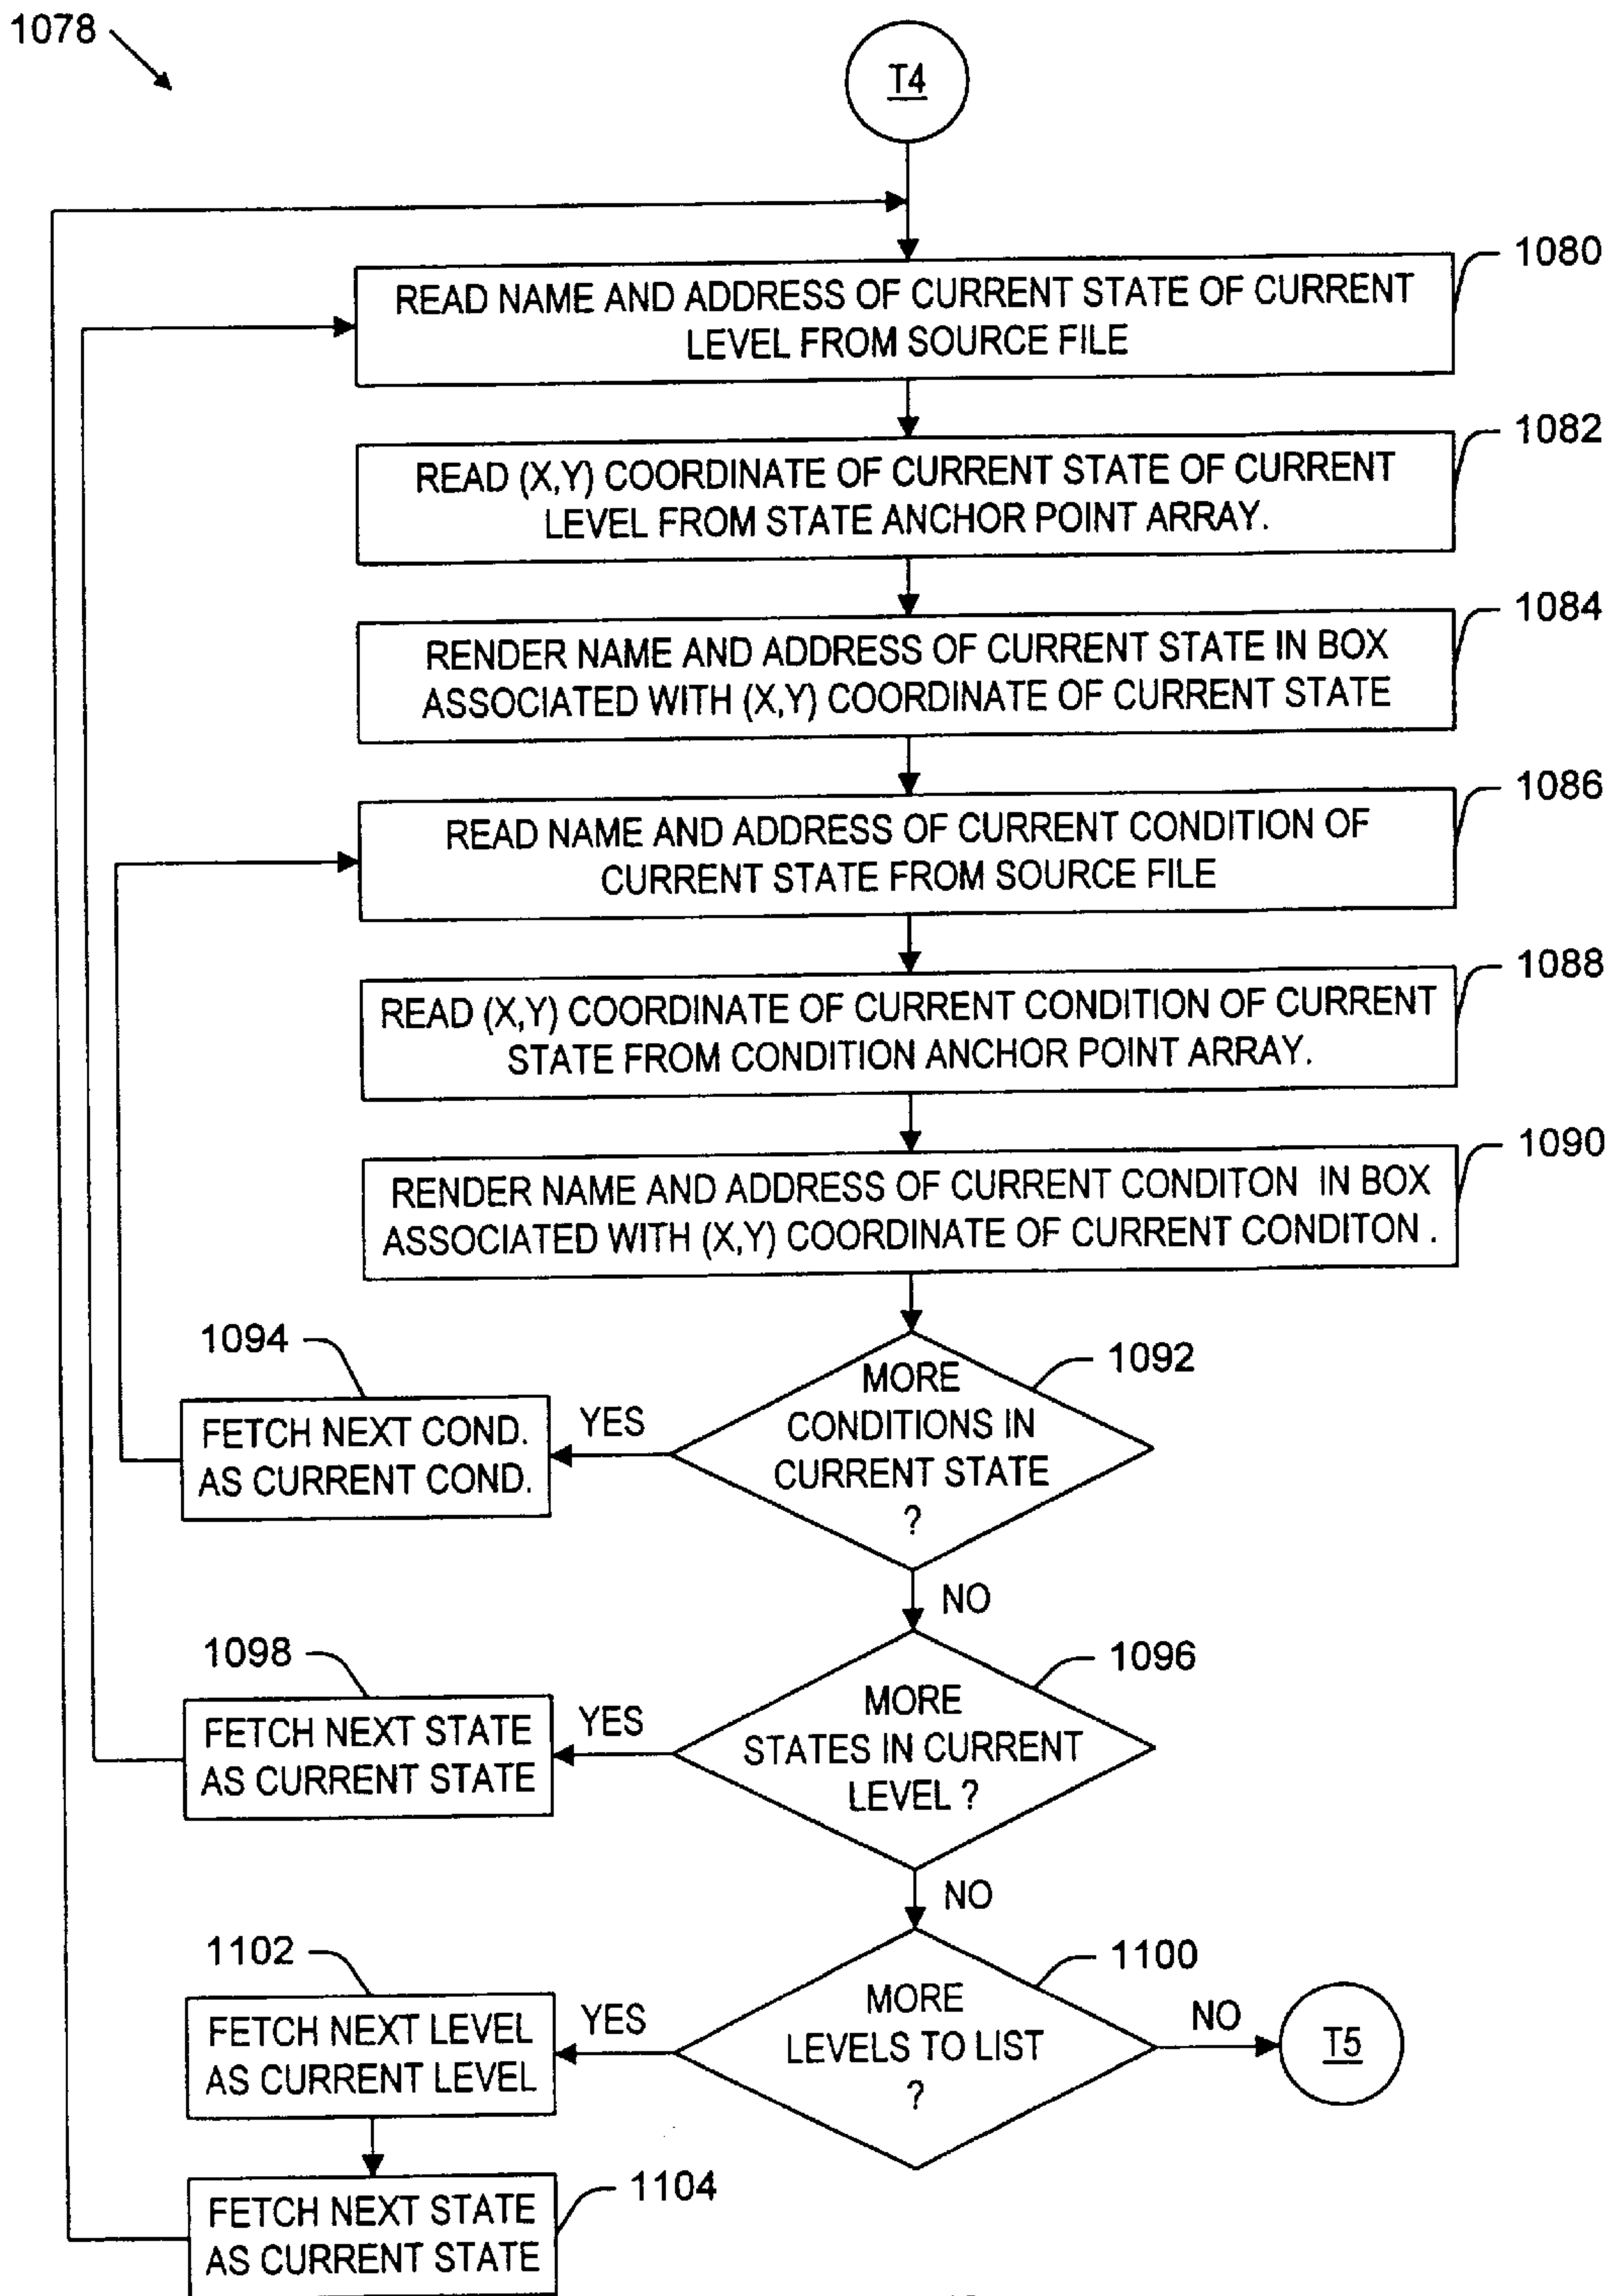 1078
T4
1080
READ NAME AND ADDRESS OF CURRENT STATE OF CURRENT
LEVEL FROM SOURCE FILE
1082
READ (X,Y) COORDINATE OF CURRENT STATE OF CURRENT
LEVEL FROM STATE ANCHOR POINT ARRAY.
1084
RENDER NAME AND ADDRESS OF CURRENT STATE IN BOX
ASSOCIATED WITH (X,Y) COORDINATE OF CURRENT STATE
1086
READ NAME AND ADDRESS OF CURRENT CONDITION OF
CURRENT STATE FROM SOURCE FILE
1088
READ (X,Y) COORDINATE OF CURRENT CONDITION OF CURRENT
STATE FROM CONDITION ANCHOR POINT ARRAY.
1090
RENDER NAME AND ADDRESS OF CURRENT CONDITON IN BOX
ASSOCIATED WITH (X,Y) COORDINATE OF CURRENT CONDITON .
1094
FETCH NEXT COND.
AS CURRENT COND.
YES
1092
MORE
CONDITIONS IN
CURRENT STATE
?
NO
1098
FETCH NEXT STATE
AS CURRENT STATE
YES
1096
MORE
STATES IN CURRENT
LEVEL ?
NO
1102
FETCH NEXT LEVEL
AS CURRENT LEVEL
YES
1100
MORE
LEVELS TO LIST
?
NO
T5
1104
FETCH NEXT STATE
AS CURRENT STATE